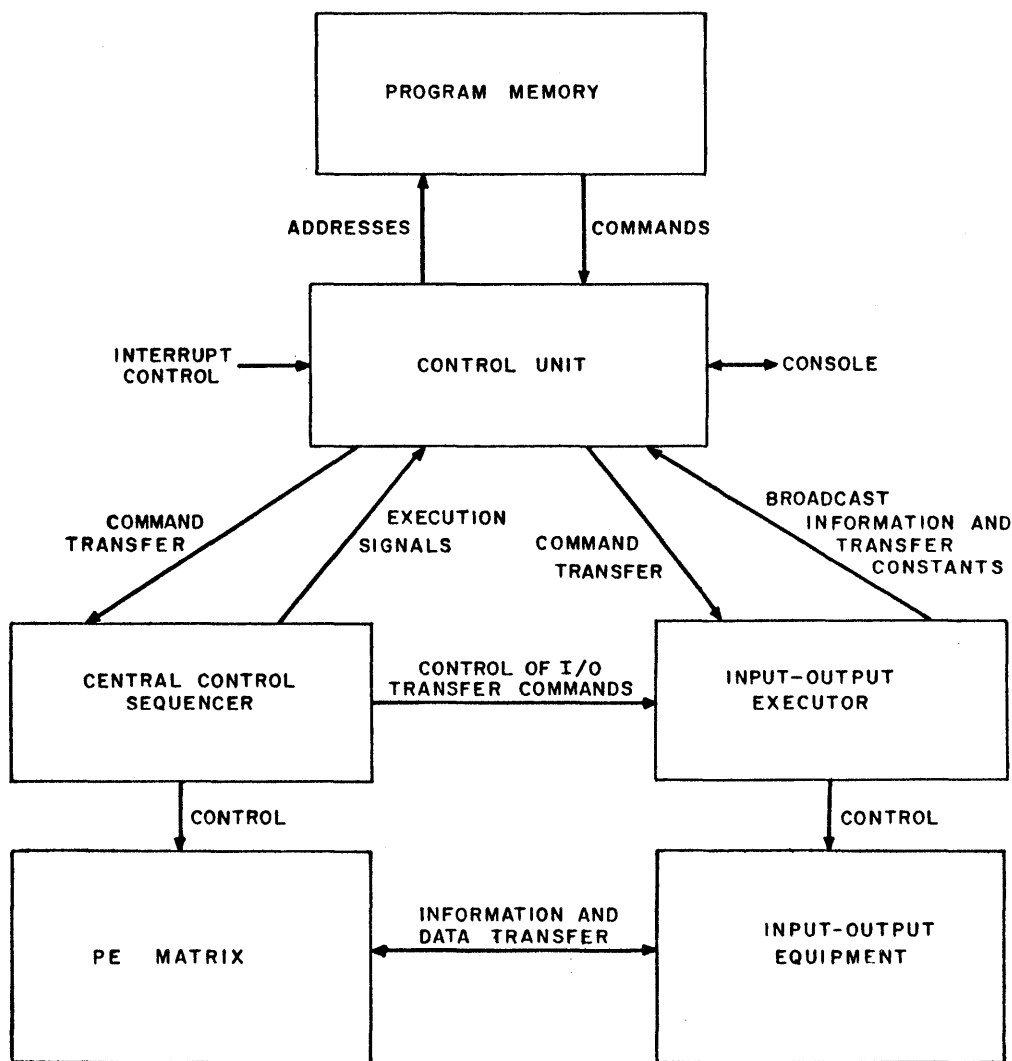 PROGRAM MEMORY
ADDRESSES
COMMANDS
INTERRUPT
CONTROL
CONTROL UNIT
CONSOLE
COMMAND
TRANSFER
EXECUTION
SIGNALS
COMMAND
TRANSFER
BROADCAST
INFORMATION AND
TRANSFER
CONSTANTS
CENTRAL CONTROL
SEQUENCER
CONTROL OF I/O
TRANSFER COMMANDS
INPUT-OUTPUT
EXECUTOR
CONTROL
CONTROL
PE MATRIX
INFORMATION AND
DATA TRANSFER
INPUT-OUTPUT
EQUIPMENT